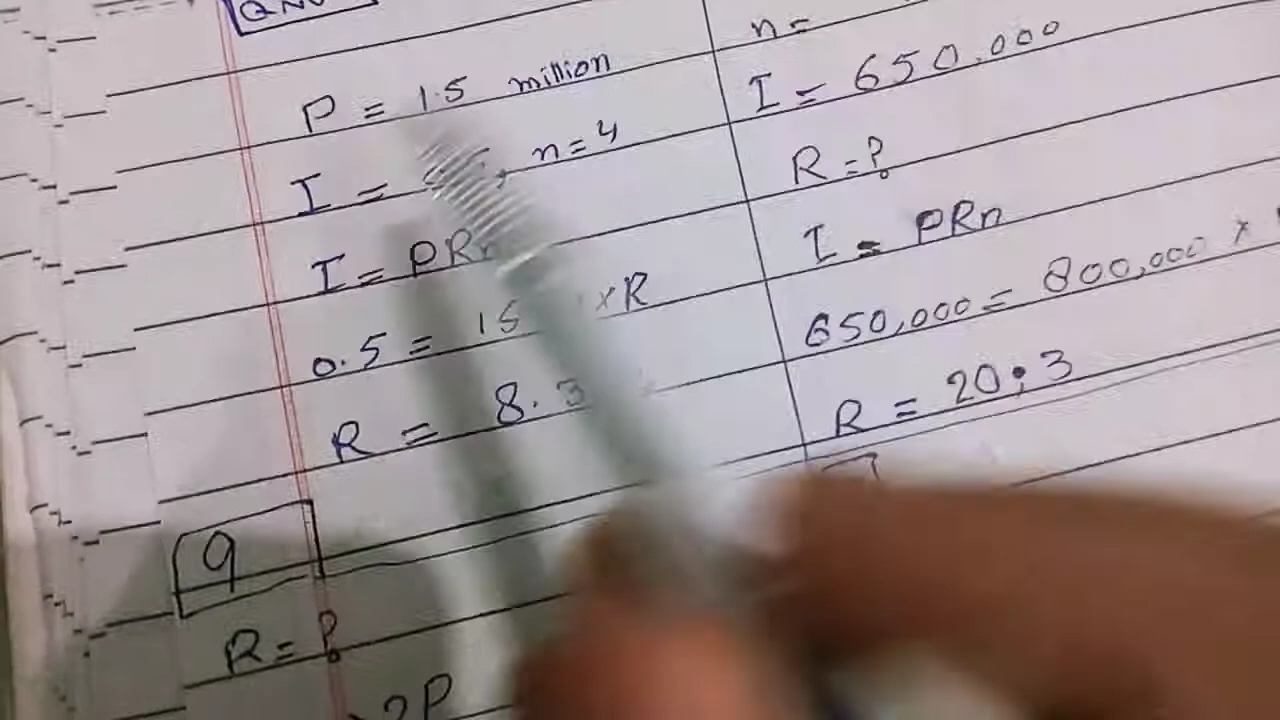 P = 1.5 million
I = , n=4
I = PRn
0.5 = 15 ×R
R = 8.3
9
R = ?
2P
n =
I = 650.000
R = ?
I = PRn
650,000 = 800,000 ×
R = 20.3